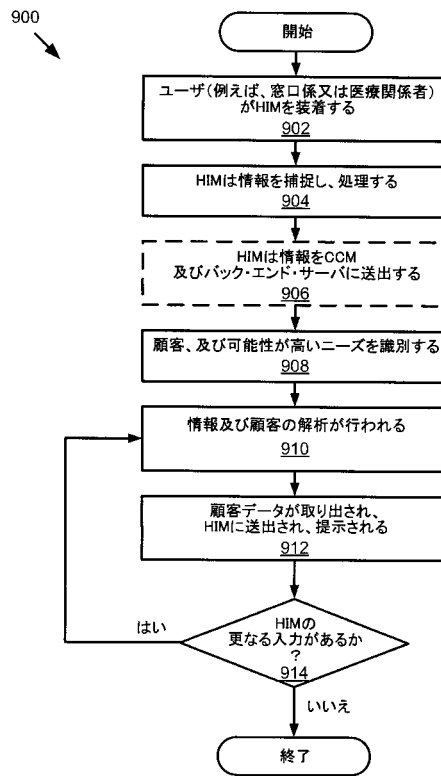 900
開始
ユーザ(例えば、窓口係又は医療関係者)
がHIMを装着する
902
HIMは情報を捕捉し、処理する
904
HIMは情報をCCM
及びバック・エンド・サーバに送出する
906
顧客、及び可能性が高いニーズを識別する
908
情報及び顧客の解析が行われる
910
顧客データが取り出され、
HIMに送出され、提示される
912
HIMの
更なる入力があるか
?
914
はい
いいえ
終了